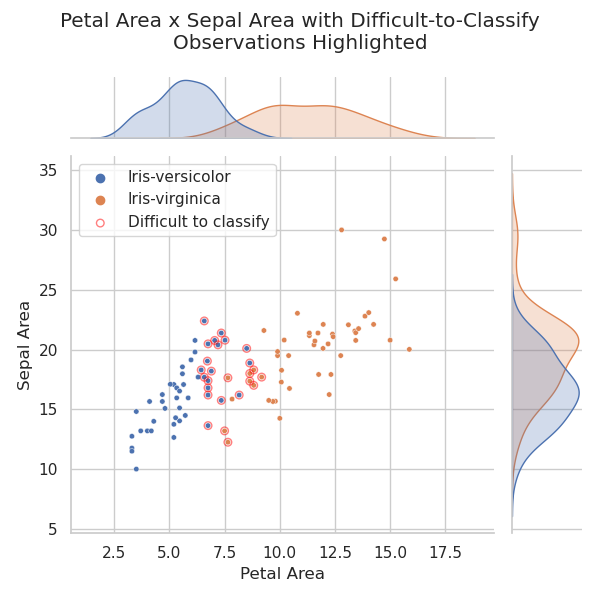 Petal Area x Sepal Area with Difficult-to-Classify
Observations Highlighted
Iris-versicolor
Iris-virginica
Difficult to classify
35
30
25
20
15
10
5
Sepal Area
2.5 5.0 7.5 10.0 12.5 15.0 17.5
Petal Area